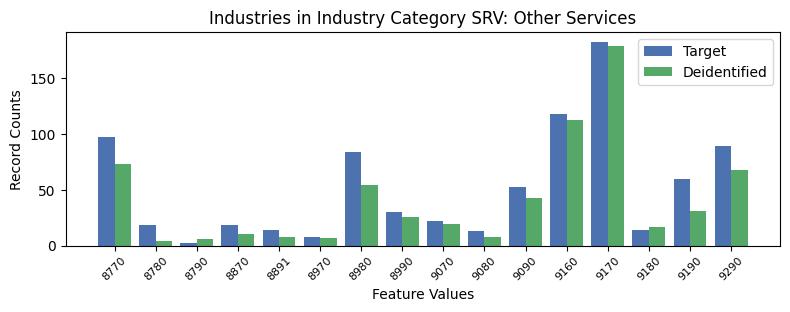 Industries in Industry Category SRV: Other Services
Target
Deidentified
Record Counts
150
100
50
0
8770 8780 8790 8870 8891 8970 8980 8990 9070 9080 9090 9160 9170 9180 9190 9290
Feature Values